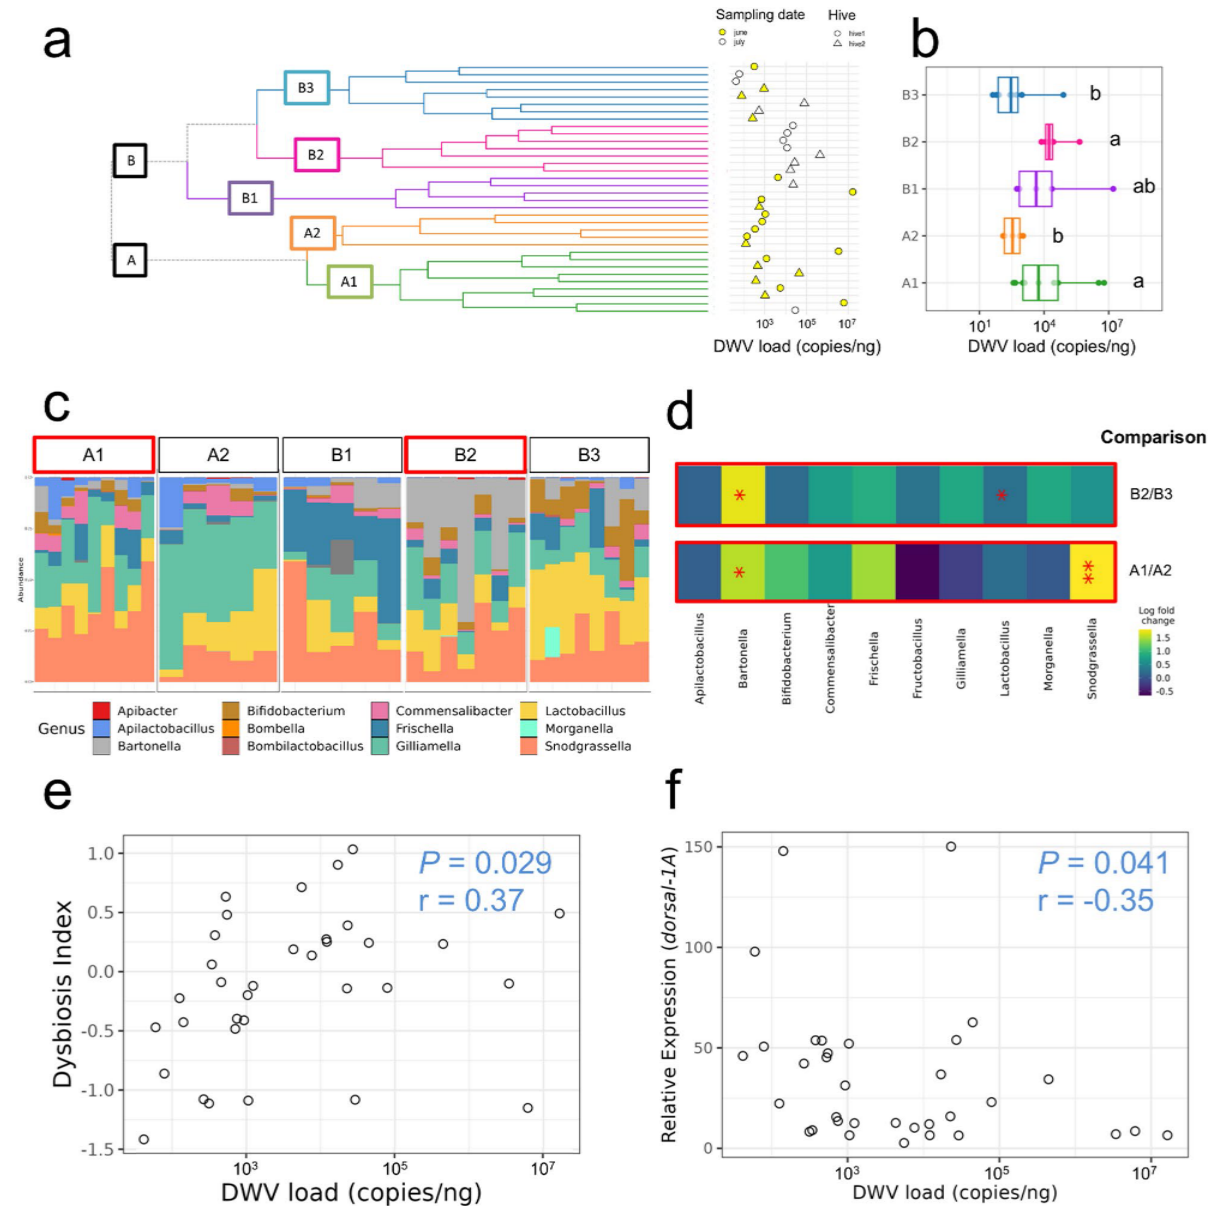 a
Sampling date
Hive
june
july
hive1
hive2
B3
B2
B1
B
A2
A
A1
10³ 10⁵ 10⁷
DWV load (copies/ng)
b
B3
b
B2
a
B1
ab
A2
b
A1
a
10¹ 10⁴ 10⁷
DWV load (copies/ng)
c
A1 A2 B1 B2 B3
Abundance
Genus
Apibacter
Apilactobacillus
Bartonella
Bifidobacterium
Bombella
Bombilactobacillus
Commensalibacter
Frischella
Gilliamella
Lactobacillus
Morganella
Snodgrassella
d
Comparison
* *
B2/B3
* **
A1/A2
Apilactobacillus
Bartonella
Bifidobacterium
Commensalibacter
Frischella
Fructobacillus
Gilliamella
Lactobacillus
Morganella
Snodgrassella
Log fold
change
1.5
1.0
0.5
0.0
-0.5
e
Dysbiosis Index
1.0
0.5
0.0
-0.5
-1.0
-1.5
P = 0.029
r = 0.37
10³ 10⁵ 10⁷
DWV load (copies/ng)
f
Relative Expression (dorsal-1A)
150
100
50
0
P = 0.041
r = -0.35
10³ 10⁵ 10⁷
DWV load (copies/ng)